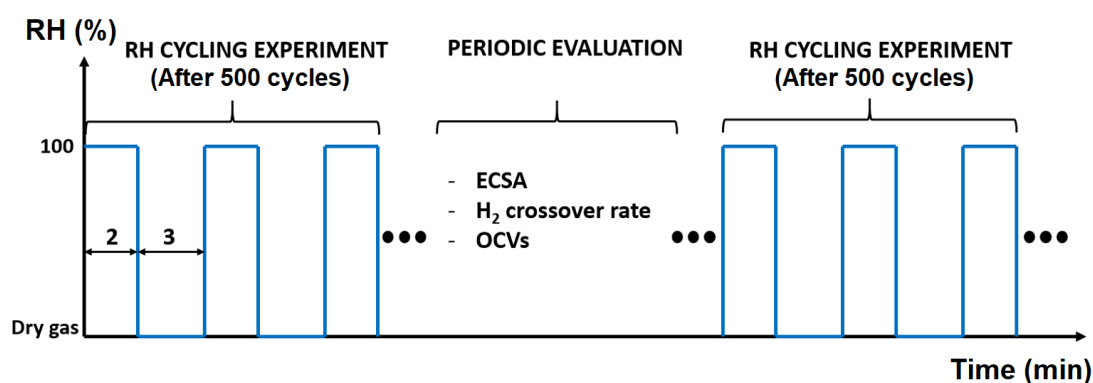 RH (%)
RH CYCLING EXPERIMENT
(After 500 cycles)
PERIODIC EVALUATION
RH CYCLING EXPERIMENT
(After 500 cycles)
100
- ECSA
- H₂ crossover rate
- OCVs
2
3
Dry gas
Time (min)